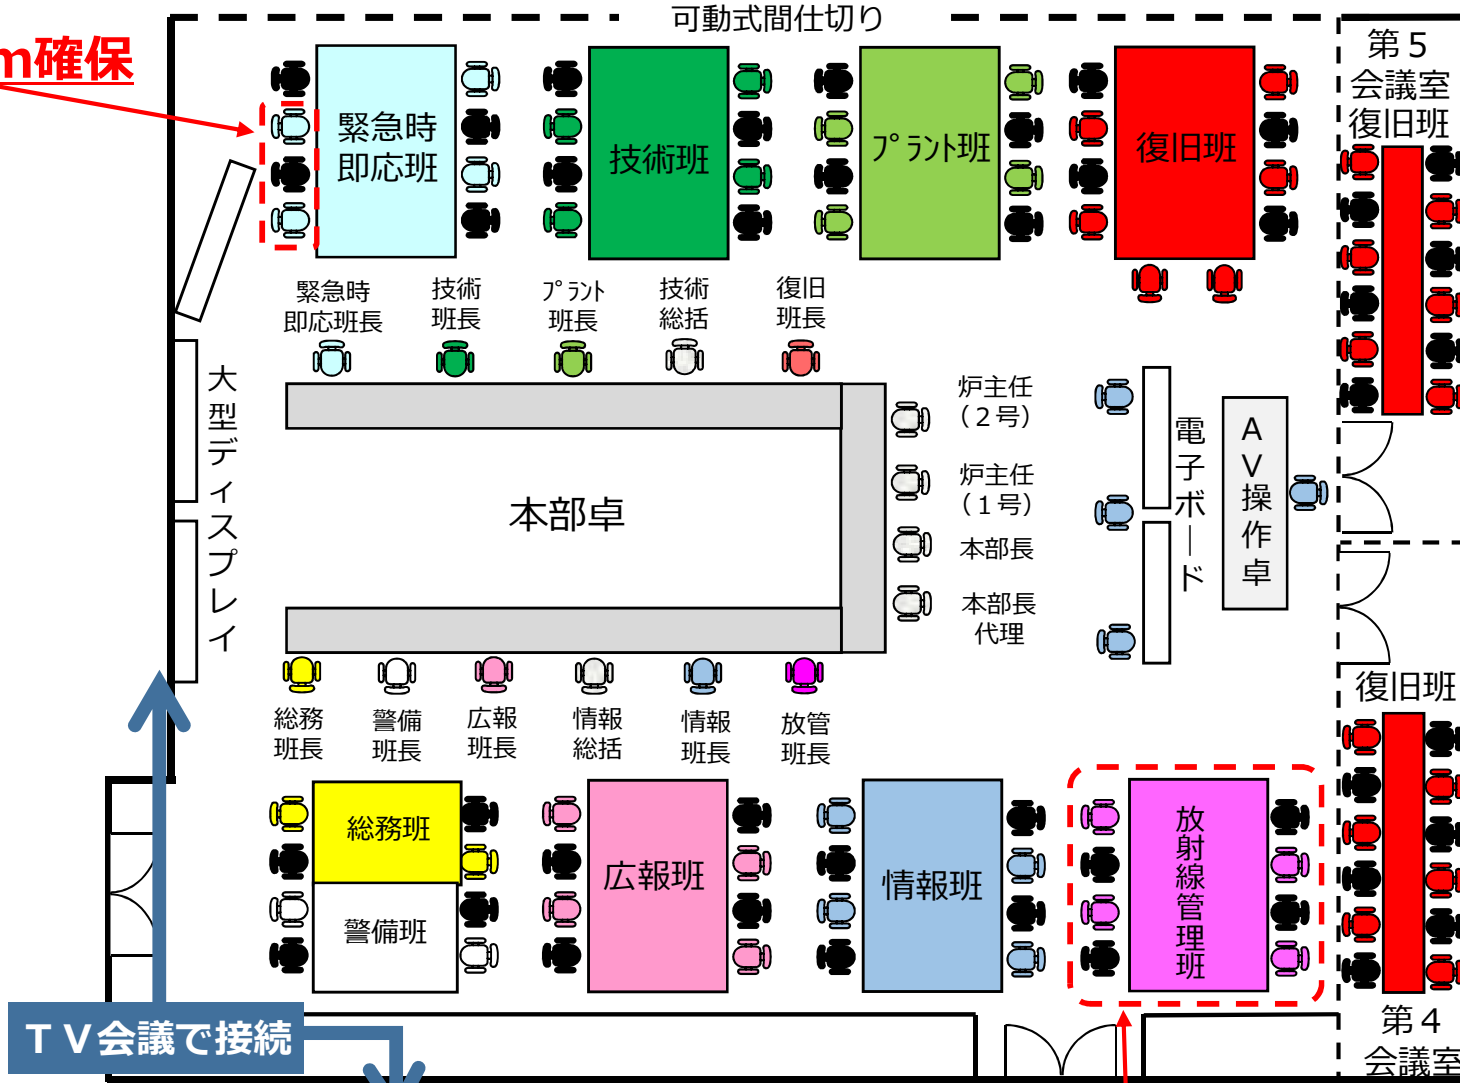 可動式間仕切り
m確保
第５
会議室
復旧班
緊急時
即応班
技術班
ﾌﾟﾗﾝﾄ班
復旧班
緊急時
即応班長
技術
班長
ﾌﾟﾗﾝﾄ
班長
技術
総括
復旧
班長
大型ディスプレイ
本部卓
炉主任
（２号）
炉主任
（１号）
本部長
本部長
代理
電子ボード
ＡＶ操作卓
総務
班長
警備
班長
広報
班長
情報
総括
情報
班長
放管
班長
復旧班
総務班
警備班
広報班
情報班
放射線管理班
ＴＶ会議で接続
第４
会議室